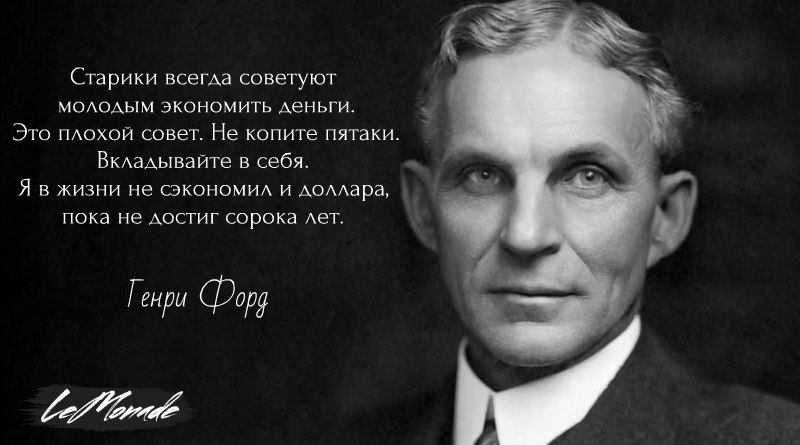 Старики всегда советуют
молодым экономить деньги.
Это плохой совет. Не копите пятаки.
Вкладывайте в себя.
Я в жизни не сэкономил и доллара,
пока не достиг сорока лет.
Генри Форд
LeMonade